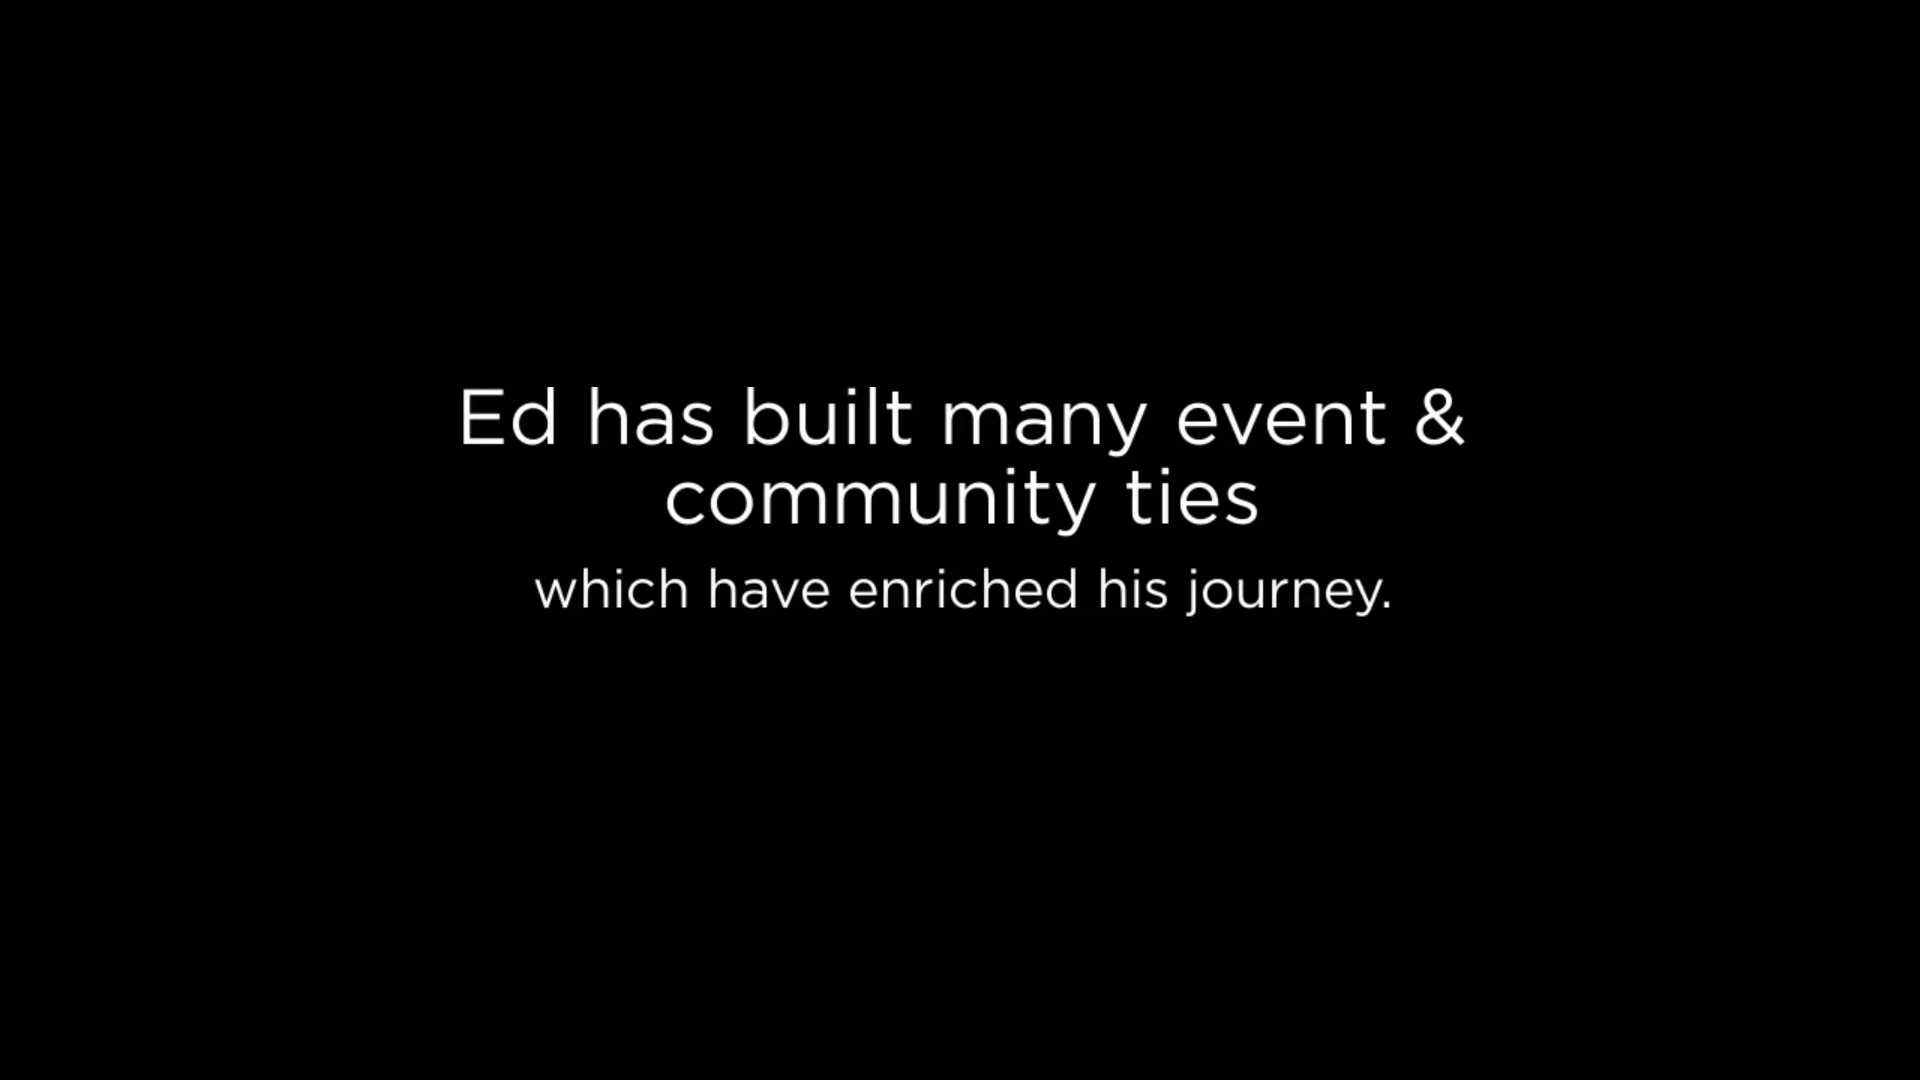 Ed has built many event &
community ties
which have enriched his journey.